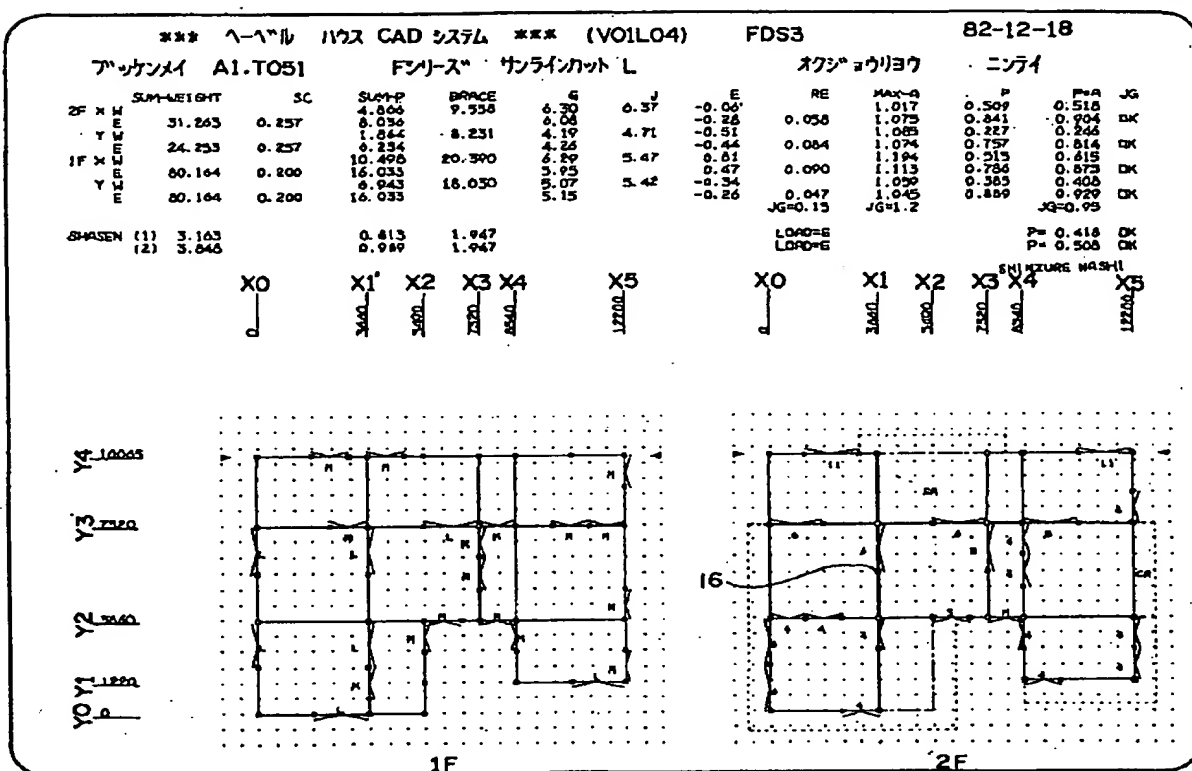 *** ヘーベル ハウス CAD システム *** (V01L04) FDS3 82-12-18
ブッケンメイ A1.T051 Fシリーズ サンラインカット L オクジョウリヨウ ニンテイ
SUM-WEIGHT SC SUM-P BRACE G J E RE MAX-A P P*A JG
2F X W 4.866 9.558 6.30 6.37 -0.06 1.017 0.509 0.518
E 31.263 0.257 8.036 6.08 -0.28 0.058 1.075 0.841 0.904 OK
Y W 1.864 8.231 4.19 4.71 -0.51 1.085 0.227 0.246
E 24.253 0.257 6.234 4.26 -0.44 0.084 1.074 0.757 0.814 OK
1F X W 10.498 20.390 6.29 5.47 0.81 1.194 0.515 0.615
E 80.164 0.200 16.033 5.95 0.47 0.090 1.113 0.786 0.875 OK
Y W 6.943 18.030 5.07 5.42 -0.34 1.059 0.385 0.408
E 80.164 0.200 16.033 5.15 -0.26 0.047 1.045 0.889 0.929 OK
JG=0.15 JG=1.2 JG=0.95
SHASEN (1) 3.163 0.813 1.947 LOAD=E P= 0.418 OK
(2) 3.848 0.989 1.947 LOAD=E P= 0.508 OK
X0 X1 X2 X3 X4 X5
0 3660 5490 7320 8540 12200
X0 X1 X2 X3 X4 X5
0 3660 5490 7320 8540 12200
Y4 10065
Y3 7320
Y2 3660
Y1 1220
Y0 0
16
1F
2F